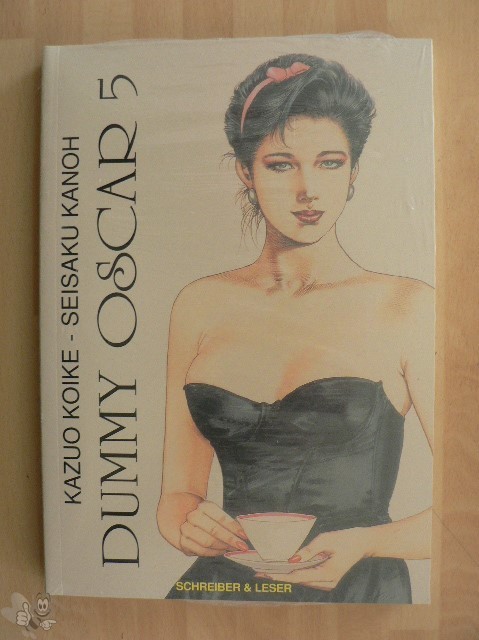 KAZUO KOIKE - SEISAKU KANOH
DUMMY OSCAR 5
SCHREIBER & LESER